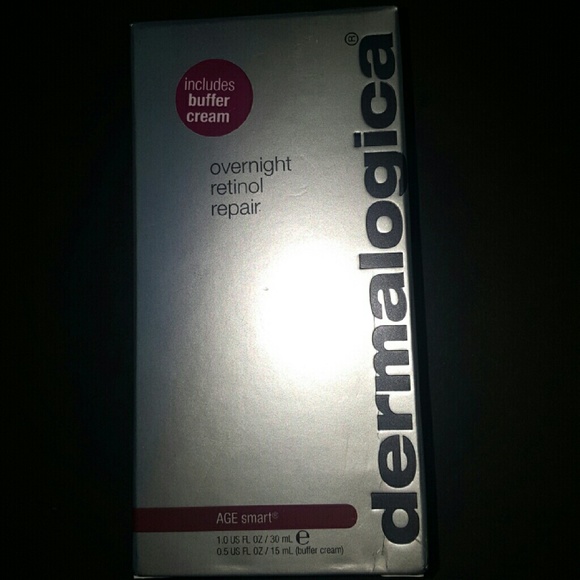 includes
buffer
cream
overnight
retinol
repair
dermalogica®
AGE smart®
1.0 US FL OZ / 30 mL ℮
0.5 US FL OZ / 15 mL (buffer cream)